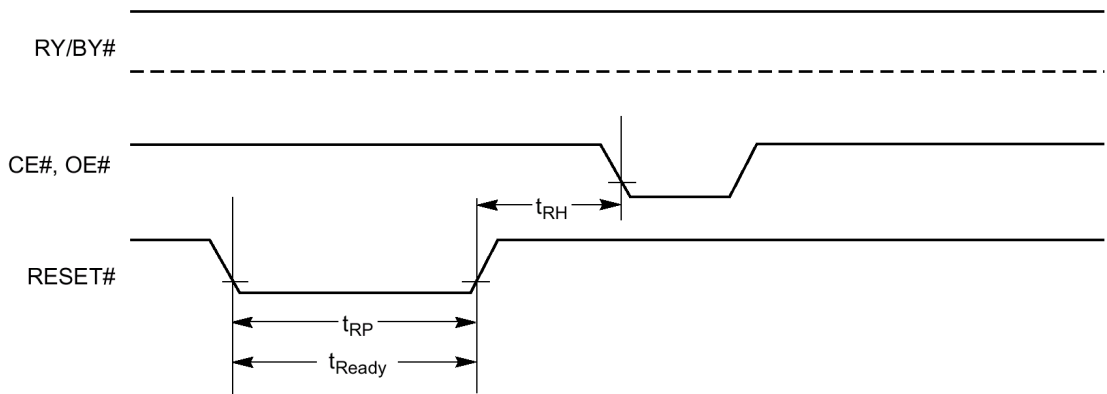 RY/BY#
CE#, OE#
tRH
RESET#
tRP
tReady